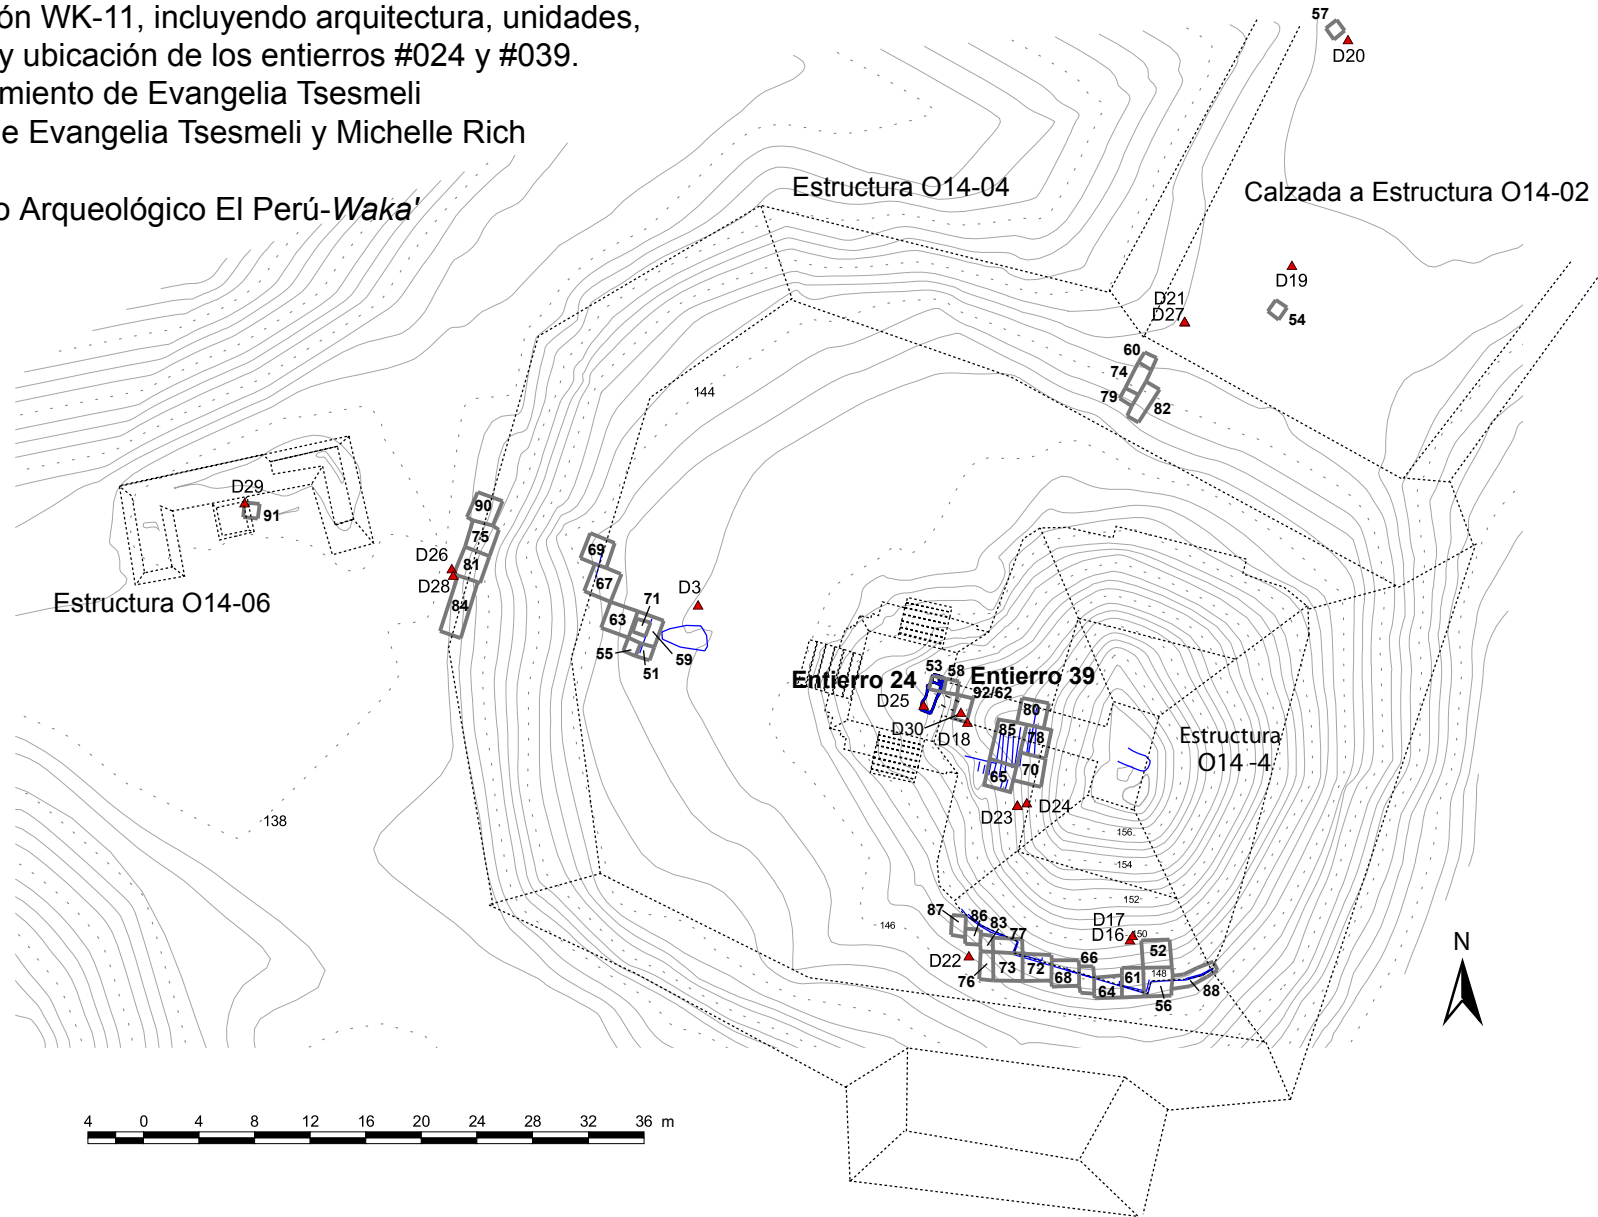 ón WK-11, incluyendo arquitectura, unidades,
y ubicación de los entierros #024 y #039.
miento de Evangelia Tsesmeli
e Evangelia Tsesmeli y Michelle Rich
o Arqueológico El Perú-Waka'
57
D20
Estructura O14-04
Calzada a Estructura O14-02
D19
54
D21
D27
60
74
79
82
144
D29
91
90
75
81
84
D26
D28
Estructura O14-06
69
67
63
71
D3
55
51
59
53
58
Entierro 24
Entierro 39
D25
92/62
D30
D18
80
85
78
70
65
D23
D24
Estructura
O14 -4
138
156
154
152
150
148
146
87
86
83
77
D17
D16
52
D22
76
73
72
68
66
64
61
56
88
N
4 0 4 8 12 16 20 24 28 32 36 m